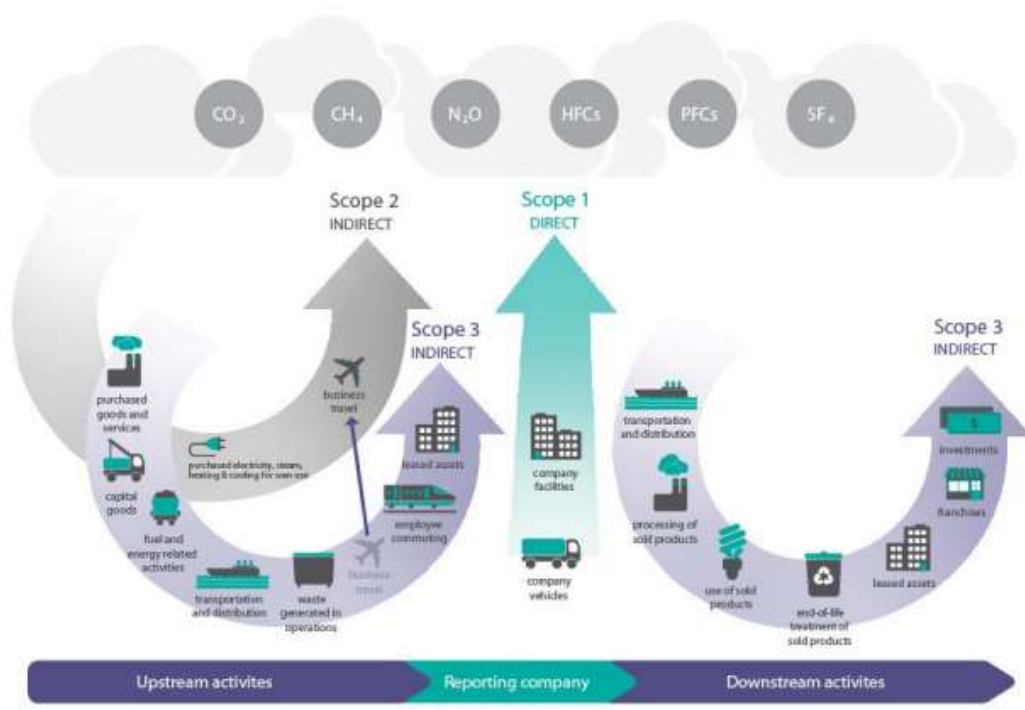 CO₂
CH₄
N₂O
HFCs
PFCs
SF₆
Scope 2
INDIRECT
Scope 1
DIRECT
Scope 3
INDIRECT
Scope 3
INDIRECT
purchased
goods and
services
capital
goods
fuel and
energy related
activities
transportation
and distribution
waste
generated in
operations
business
travel
purchased electricity, steam,
heating & cooling for own use
business
travel
employee
commuting
leased assets
company
facilities
company
vehicles
transportation
and distribution
processing of
sold products
use of sold
products
end-of-life
treatment of
sold products
leased assets
franchises
$
investments
Upstream activites
Reporting company
Downstream activites